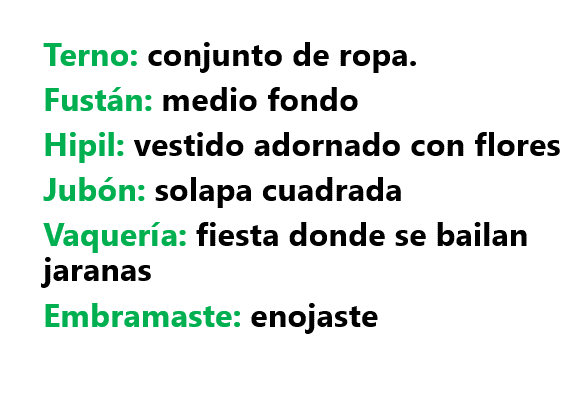 Terno: conjunto de ropa.
Fustán: medio fondo
Hipil: vestido adornado con flores
Jubón: solapa cuadrada
Vaquería: fiesta donde se bailan
jaranas
Embramaste: enojaste